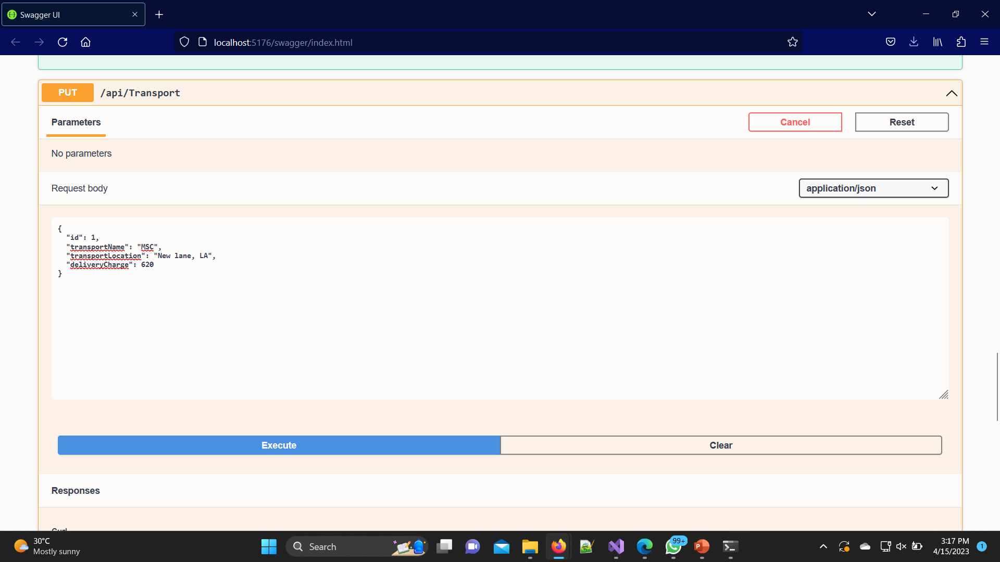 Swagger UI
localhost:5176/swagger/index.html
PUT /api/Transport
Parameters
Cancel
Reset
No parameters
Request body
application/json
{
"id": 1,
"transportName": "MSC",
"transportLocation": "New lane, LA",
"deliveryCharge": 620
}
Execute
Clear
Responses
Curl
30°C
Mostly sunny
Search
99+
3:17 PM
4/15/2023
1